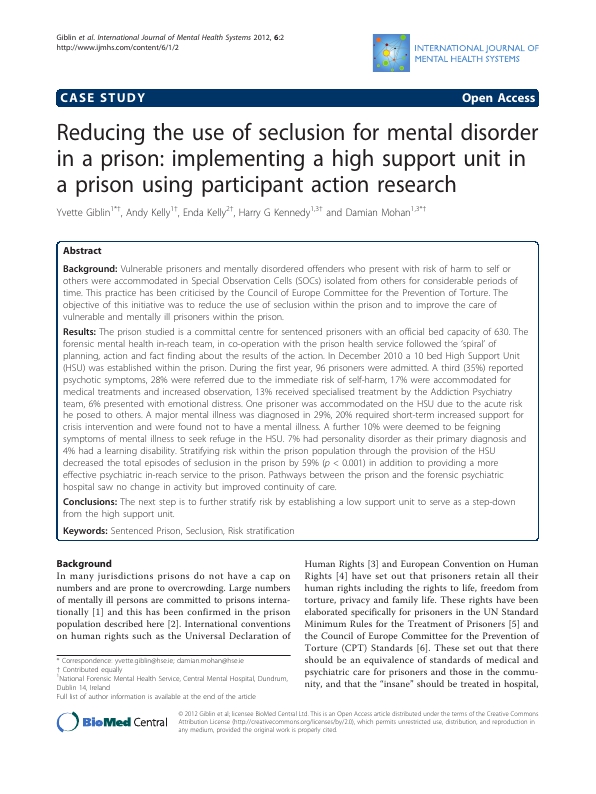 Giblin et al. International Journal of Mental Health Systems 2012, 6:2
http://www.ijmhs.com/content/6/1/2
INTERNATIONAL JOURNAL OF
MENTAL HEALTH SYSTEMS
CASE STUDY Open Access
Reducing the use of seclusion for mental disorder
in a prison: implementing a high support unit in
a prison using participant action research
Yvette Giblin1*†, Andy Kelly1†, Enda Kelly2†, Harry G Kennedy1,3† and Damian Mohan1,3*†
Abstract
Background: Vulnerable prisoners and mentally disordered offenders who present with risk of harm to self or
others were accommodated in Special Observation Cells (SOCs) isolated from others for considerable periods of
time. This practice has been criticised by the Council of Europe Committee for the Prevention of Torture. The
objective of this initiative was to reduce the use of seclusion within the prison and to improve the care of
vulnerable and mentally ill prisoners within the prison.
Results: The prison studied is a committal centre for sentenced prisoners with an official bed capacity of 630. The
forensic mental health in-reach team, in co-operation with the prison health service followed the 'spiral' of
planning, action and fact finding about the results of the action. In December 2010 a 10 bed High Support Unit
(HSU) was established within the prison. During the first year, 96 prisoners were admitted. A third (35%) reported
psychotic symptoms, 28% were referred due to the immediate risk of self-harm, 17% were accommodated for
medical treatments and increased observation, 13% received specialised treatment by the Addiction Psychiatry
team, 6% presented with emotional distress. One prisoner was accommodated on the HSU due to the acute risk
he posed to others. A major mental illness was diagnosed in 29%, 20% required short-term increased support for
crisis intervention and were found not to have a mental illness. A further 10% were deemed to be feigning
symptoms of mental illness to seek refuge in the HSU. 7% had personality disorder as their primary diagnosis and
4% had a learning disability. Stratifying risk within the prison population through the provision of the HSU
decreased the total episodes of seclusion in the prison by 59% (p < 0.001) in addition to providing a more
effective psychiatric in-reach service to the prison. Pathways between the prison and the forensic psychiatric
hospital saw no change in activity but improved continuity of care.
Conclusions: The next step is to further stratify risk by establishing a low support unit to serve as a step-down
from the high support unit.
Keywords: Sentenced Prison, Seclusion, Risk stratification
Background
In many jurisdictions prisons do not have a cap on
numbers and are prone to overcrowding. Large numbers
of mentally ill persons are committed to prisons interna-
tionally [1] and this has been confirmed in the prison
population described here [2]. International conventions
on human rights such as the Universal Declaration of
Human Rights [3] and European Convention on Human
Rights [4] have set out that prisoners retain all their
human rights including the rights to life, freedom from
torture, privacy and family life. These rights have been
elaborated specifically for prisoners in the UN Standard
Minimum Rules for the Treatment of Prisoners [5] and
the Council of Europe Committee for the Prevention of
Torture (CPT) Standards [6]. These set out that there
should be an equivalence of standards of medical and
psychiatric care for prisoners and those in the commu-
nity, and that the "insane" should be treated in hospital,
* Correspondence: yvette.giblin@hse.ie; damian.mohan@hse.ie
† Contributed equally
1National Forensic Mental Health Service, Central Mental Hospital, Dundrum,
Dublin 14, Ireland
Full list of author information is available at the end of the article
BioMed Central
© 2012 Giblin et al; licensee BioMed Central Ltd. This is an Open Access article distributed under the terms of the Creative Commons
Attribution License (http://creativecommons.org/licenses/by/2.0), which permits unrestricted use, distribution, and reproduction in
any medium, provided the original work is properly cited.